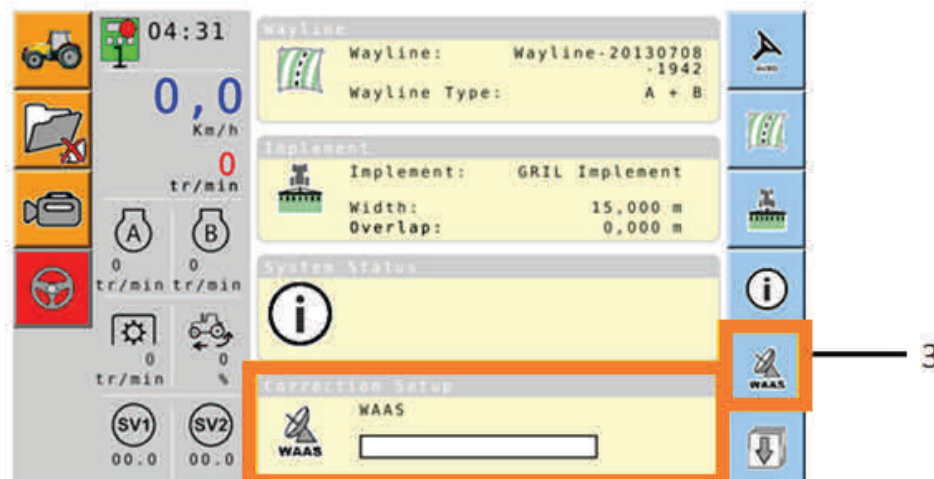 04:31
1
0,0
Km/h
0
tr/min
A B
0 0
tr/min tr/min
0 0
tr/min %
SV1 SV2
00.0 00.0
Wayline
Wayline: Wayline-20130708
-1942
Wayline Type: A + B
Implement
Implement: GRIL Implement
Width: 15,000 m
Overlap: 0,000 m
System Status
Correction Setup
WAAS
WAAS
AUTO
WAAS
3